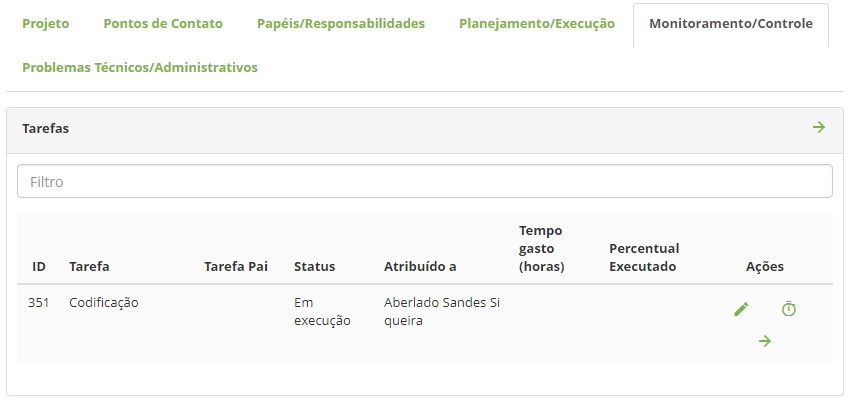 Projeto Pontos de Contato Papéis/Responsabilidades Planejamento/Execução Monitoramento/Controle
Problemas Técnicos/Administrativos
Tarefas
Filtro
ID Tarefa Tarefa Pai Status Atribuído a Tempo gasto (horas) Percentual Executado Ações
351 Codificação Em execução Aberlado Sandes Si queira